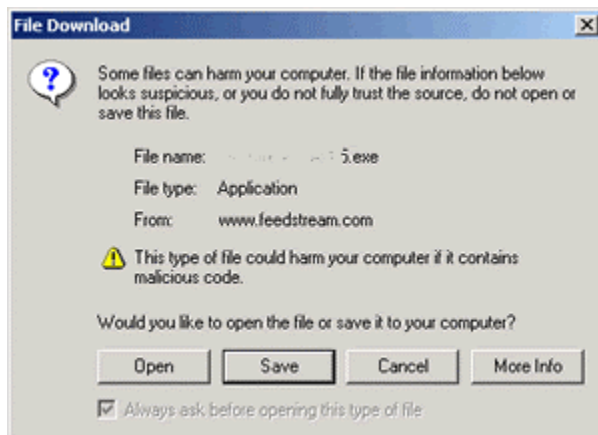 File Download
Some files can harm your computer. If the file information below
looks suspicious, or you do not fully trust the source, do not open or
save this file.
File name: 5.exe
File type: Application
From: www.feedstream.com
This type of file could harm your computer if it contains
malicious code.
Would you like to open the file or save it to your computer?
Open Save Cancel More Info
Always ask before opening this type of file